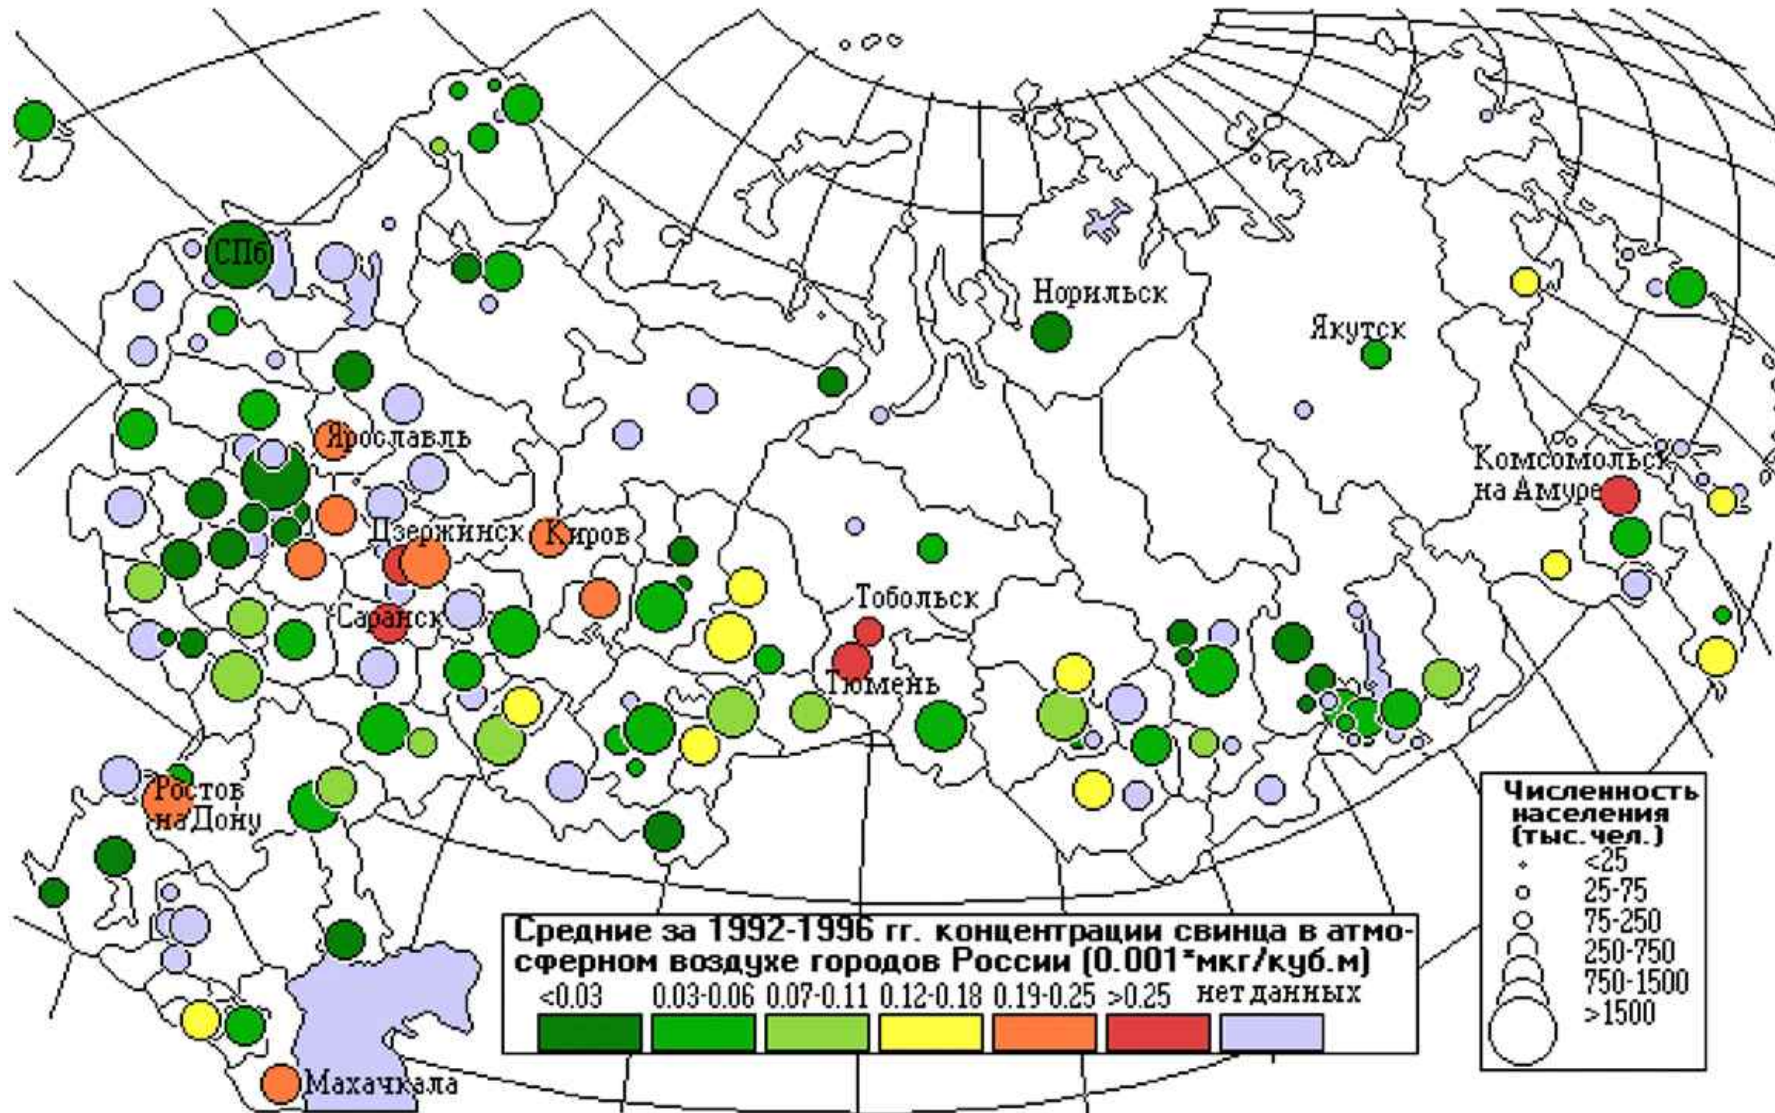 СПб
Норильск
Якутск
Ярославль
Комсомольск
на Амуре
Дзержинск
Киров
Тобольск
Саранск
Тюмень
Ростов
на Дону
Махачкала
Численность
населения
(тыс.чел.)
<25
25-75
75-250
250-750
750-1500
>1500
Средние за 1992-1996 гг. концентрации свинца в атмо-
сферном воздухе городов России (0.001*мкг/куб.м)
<0.03 0.03-0.06 0.07-0.11 0.12-0.18 0.19-0.25 >0.25 нет данных